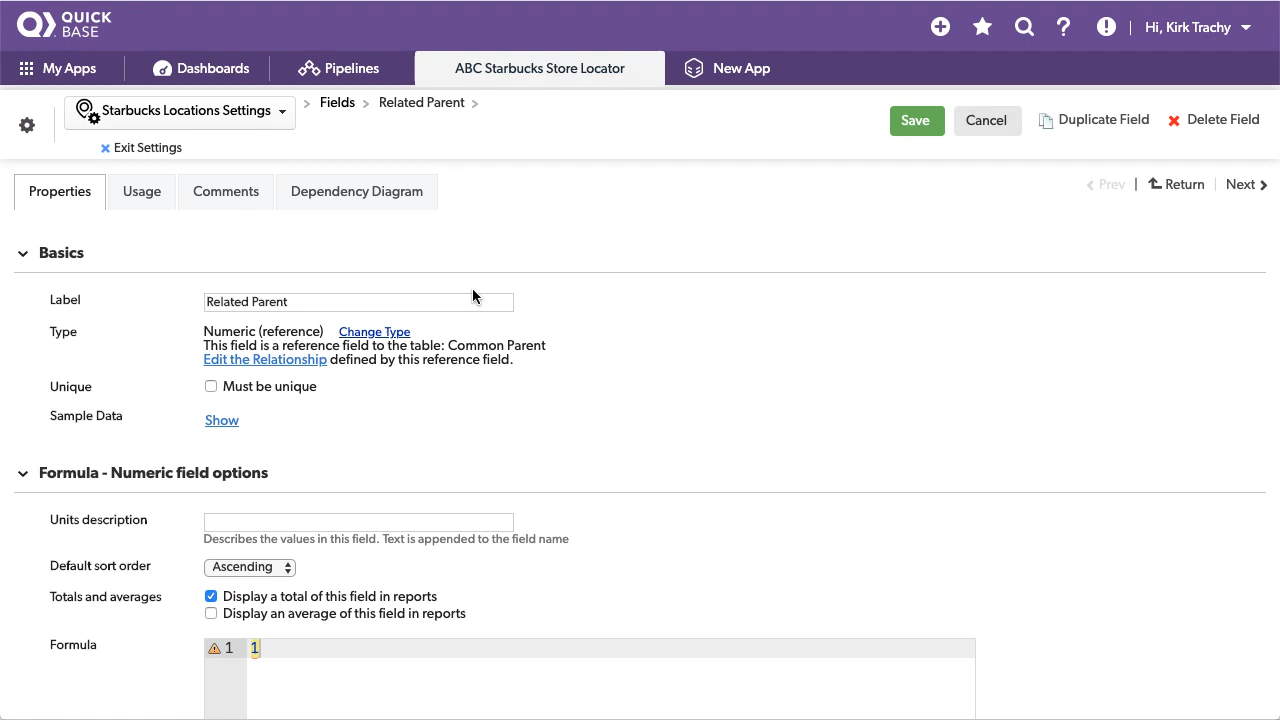 QUICK BASE
Hi, Kirk Trachy
My Apps
Dashboards
Pipelines
ABC Starbucks Store Locator
New App
Starbucks Locations Settings
Fields
Related Parent
Save
Cancel
Duplicate Field
Delete Field
Exit Settings
Properties
Usage
Comments
Dependency Diagram
Prev | Return | Next
Basics
Label
Related Parent
Type
Numeric (reference) Change Type
This field is a reference field to the table: Common Parent
Edit the Relationship defined by this reference field.
Unique
Must be unique
Sample Data
Show
Formula - Numeric field options
Units description
Describes the values in this field. Text is appended to the field name
Default sort order
Ascending
Totals and averages
Display a total of this field in reports
Display an average of this field in reports
Formula
1 1